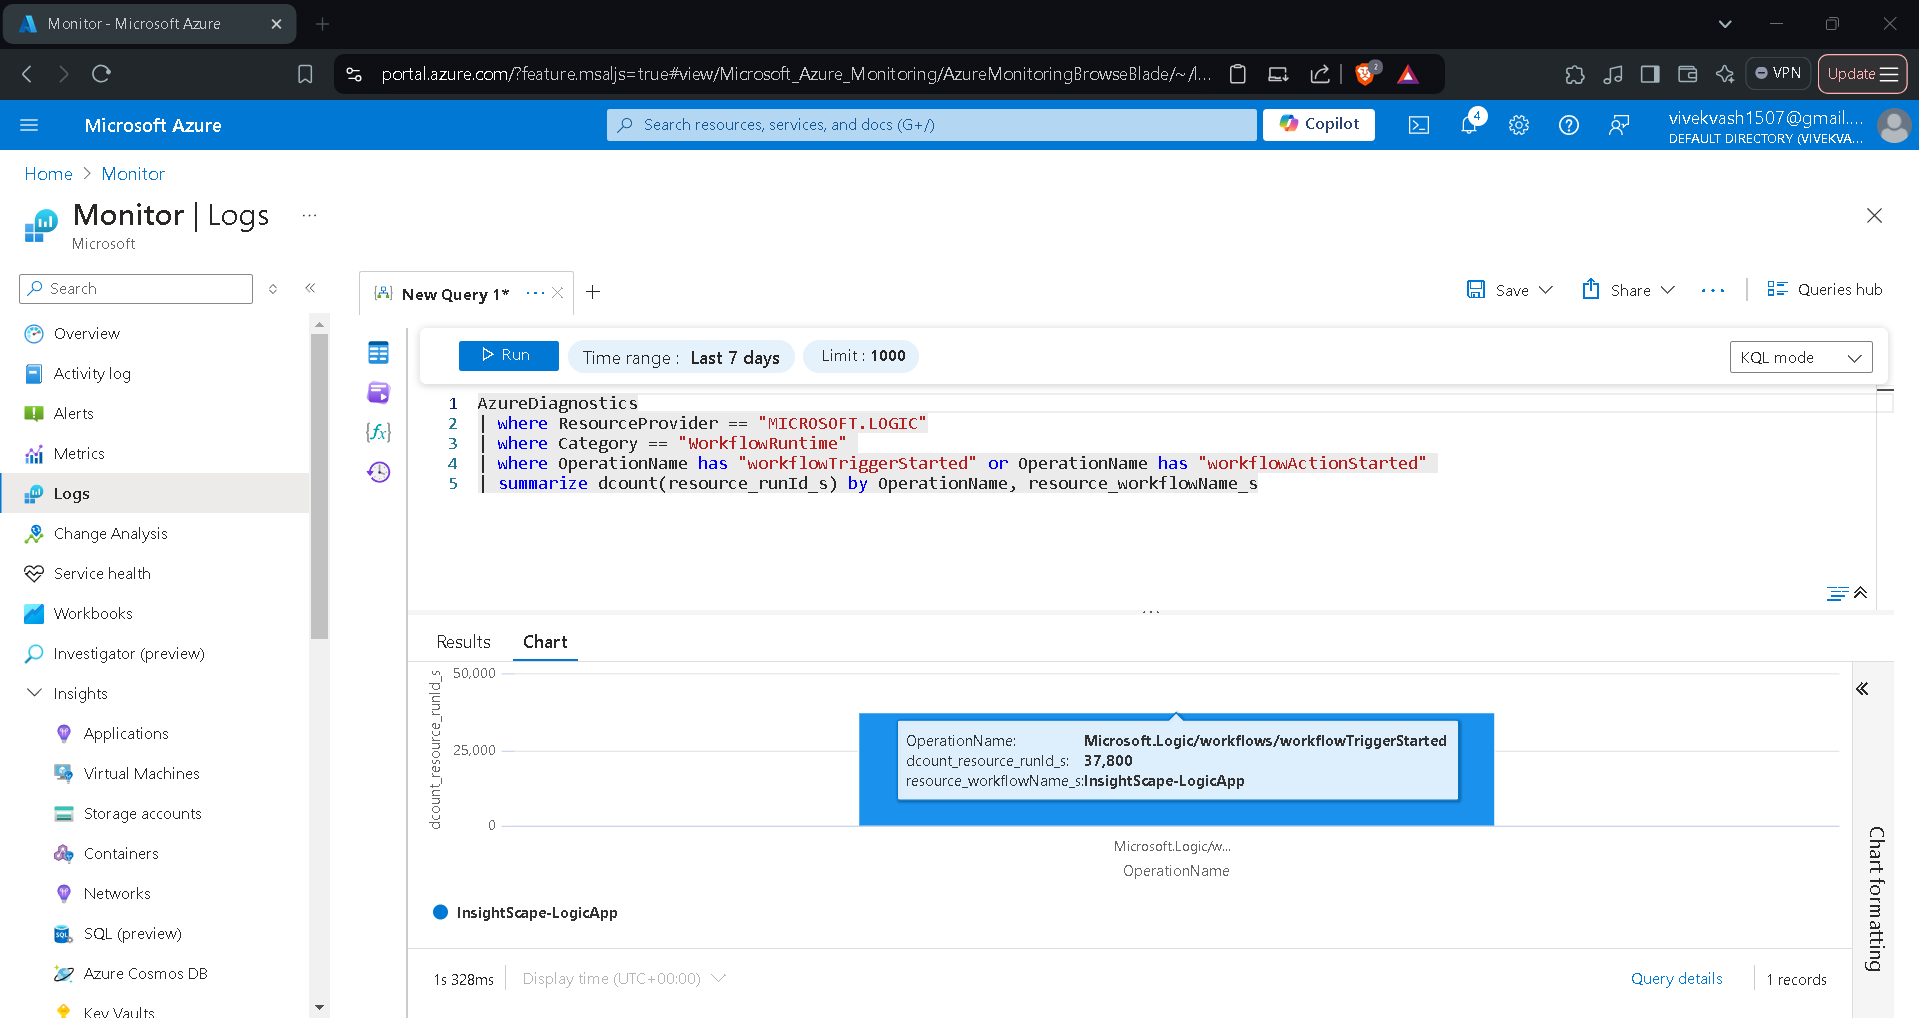 Monitor - Microsoft Azure
portal.azure.com/?feature.msaljs=true#view/Microsoft_Azure_Monitoring/AzureMonitoringBrowseBlade/~/l...
2
VPN
Update
Microsoft Azure
Search resources, services, and docs (G+/)
Copilot
4
vivekvash1507@gmail....
DEFAULT DIRECTORY (VIVEKVA...
Home > Monitor
Monitor | Logs
...
Microsoft
Search
Overview
Activity log
Alerts
Metrics
Logs
Change Analysis
Service health
Workbooks
Investigator (preview)
Insights
Applications
Virtual Machines
Storage accounts
Containers
Networks
SQL (preview)
Azure Cosmos DB
Key Vaults
New Query 1*
Save
Share
Queries hub
Run
Time range : Last 7 days
Limit : 1000
KQL mode
1 AzureDiagnostics
2 | where ResourceProvider == "MICROSOFT.LOGIC"
3 | where Category == "WorkflowRuntime"
4 | where OperationName has "workflowTriggerStarted" or OperationName has "workflowActionStarted"
5 | summarize dcount(resource_runId_s) by OperationName, resource_workflowName_s
Results
Chart
dcount_resource_runId_s
50,000
25,000
0
OperationName: Microsoft.Logic/workflows/workflowTriggerStarted
dcount_resource_runId_s: 37,800
resource_workflowName_s:InsightScape-LogicApp
Microsoft.Logic/w...
OperationName
InsightScape-LogicApp
Chart formatting
1s 328ms
Display time (UTC+00:00)
Query details
1 records